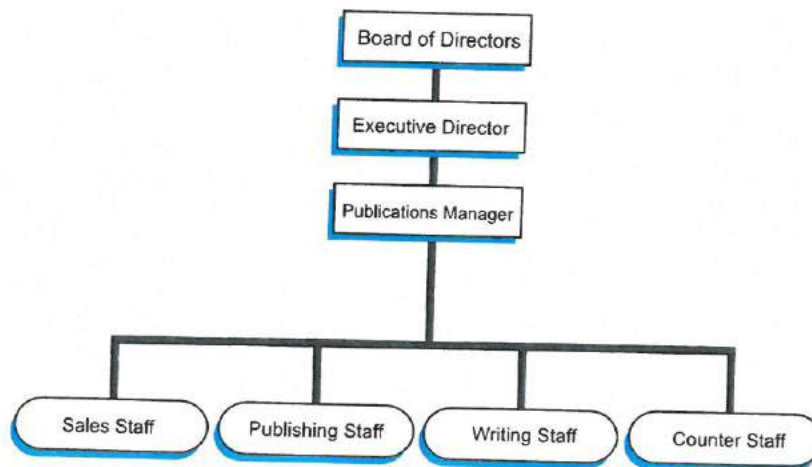 Board of Directors
Executive Director
Publications Manager
Sales Staff
Publishing Staff
Writing Staff
Counter Staff